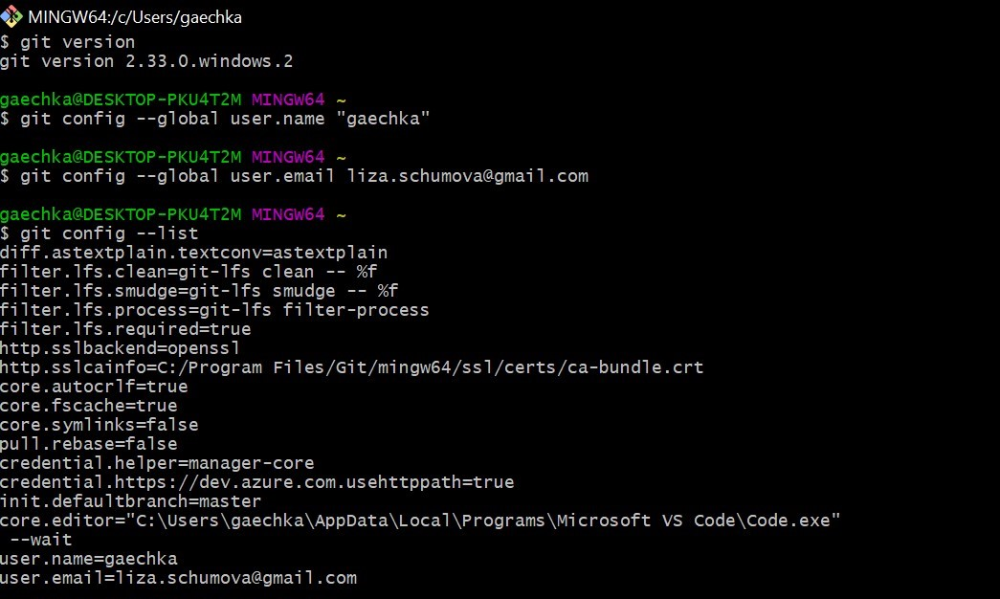 MINGW64:/c/Users/gaechka
$ git version
git version 2.33.0.windows.2
gaechka@DESKTOP-PKU4T2M MINGW64 ~
$ git config --global user.name "gaechka"
gaechka@DESKTOP-PKU4T2M MINGW64 ~
$ git config --global user.email liza.schumova@gmail.com
gaechka@DESKTOP-PKU4T2M MINGW64 ~
$ git config --list
diff.astextplain.textconv=astextplain
filter.lfs.clean=git-lfs clean -- %f
filter.lfs.smudge=git-lfs smudge -- %f
filter.lfs.process=git-lfs filter-process
filter.lfs.required=true
http.sslbackend=openssl
http.sslcainfo=C:/Program Files/Git/mingw64/ssl/certs/ca-bundle.crt
core.autocrlf=true
core.fscache=true
core.symlinks=false
pull.rebase=false
credential.helper=manager-core
credential.https://dev.azure.com.usehttppath=true
init.defaultbranch=master
core.editor="C:\Users\gaechka\AppData\Local\Programs\Microsoft VS Code\Code.exe"
 --wait
user.name=gaechka
user.email=liza.schumova@gmail.com